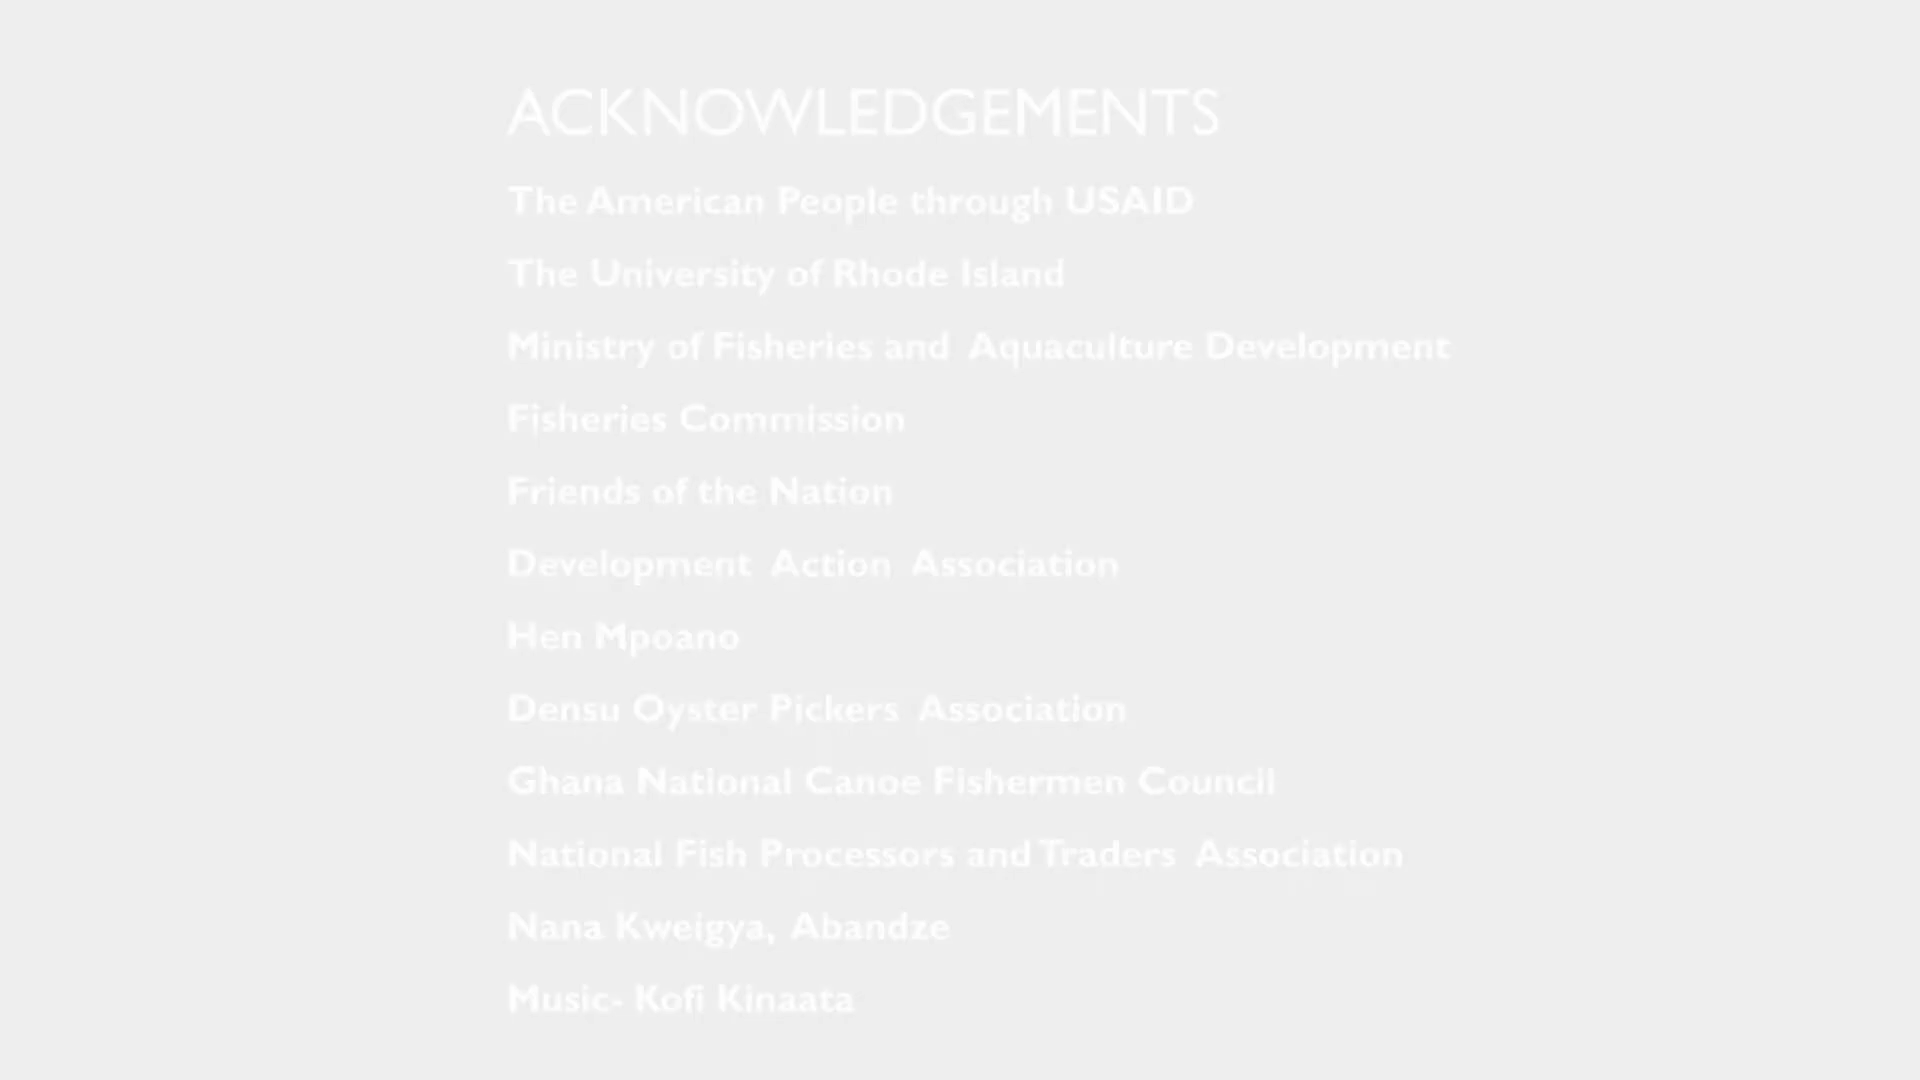 ACKNOWLEDGEMENTS
The American People through USAID
The University of Rhode Island
Ministry of Fisheries and Aquaculture Development
Fisheries Commission
Friends of the Nation
Development Action Association
Hen Mpoano
Densu Oyster Pickers Association
Ghana National Canoe Fishermen Council
National Fish Processors and Traders Association
Nana Kweigya, Abandze
Music- Kofi Kinaata